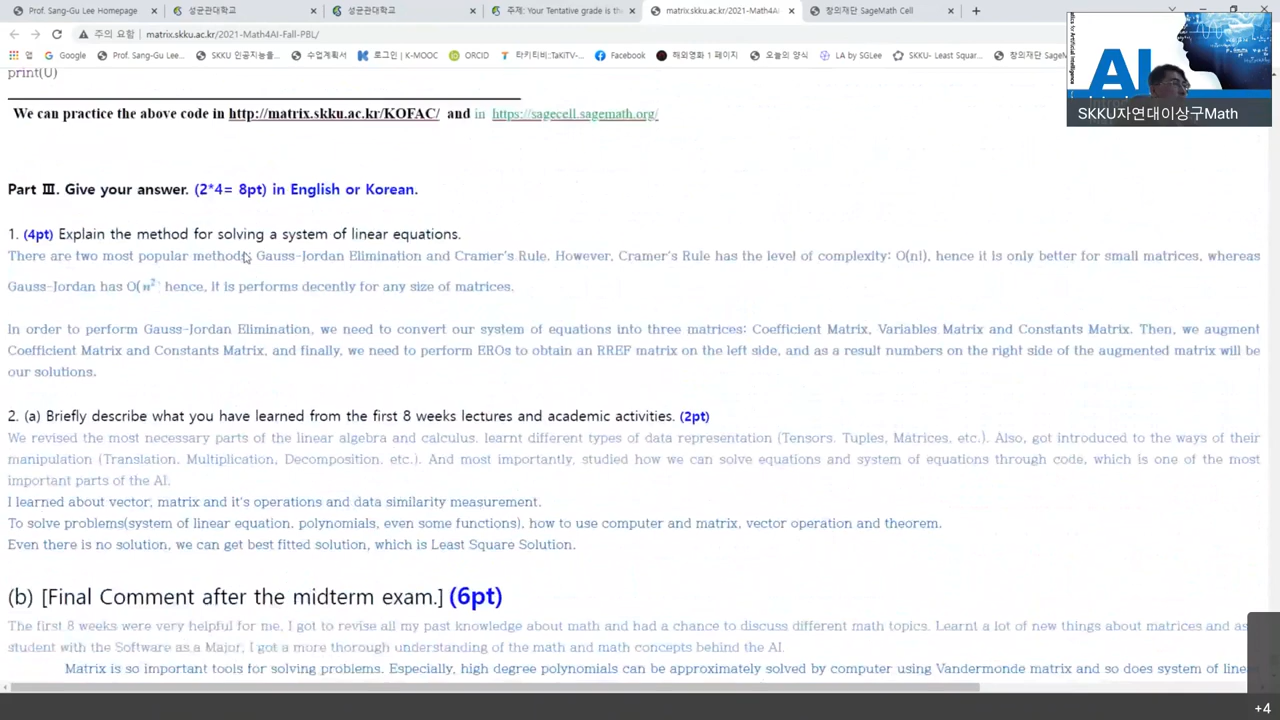 Prof. Sang-Gu Lee Homepage
성균관대학교
성균관대학교
주제: Your Tentative grade is th
matrix.skku.ac.kr/2021-Math4AI
창의재단 SageMath Cell
주의 요함
matrix.skku.ac.kr/2021-Math4AI-Fall-PBL/
앱
Google
Prof. Sang-Gu Lee...
SKKU 인공지능을...
수업계획서
로그인 | K-MOOC
ORCID
타키티비:TaKiTV-...
Facebook
해외영화 1 페이지
오늘의 양식
LA by SGLee
SKKU- Least Squar...
창의재단 Sag
print(U)
We can practice the above code in http://matrix.skku.ac.kr/KOFAC/ and in https://sagecell.sagemath.org/
AI
SKKU자연대이상구Math
Part Ⅲ. Give your answer. (2*4= 8pt) in English or Korean.
1. (4pt) Explain the method for solving a system of linear equations.
There are two most popular methods: Gauss-Jordan Elimination and Cramer's Rule. However, Cramer's Rule has the level of complexity: O(n!), hence it is only better for small matrices, whereas
Gauss-Jordan has O(n²) hence, it is performs decently for any size of matrices.
In order to perform Gauss-Jordan Elimination, we need to convert our system of equations into three matrices: Coefficient Matrix, Variables Matrix and Constants Matrix. Then, we augment
Coefficient Matrix and Constants Matrix, and finally, we need to perform EROs to obtain an RREF matrix on the left side, and as a result numbers on the right side of the augmented matrix will be
our solutions.
2. (a) Briefly describe what you have learned from the first 8 weeks lectures and academic activities. (2pt)
We revised the most necessary parts of the linear algebra and calculus, learnt different types of data representation (Tensors, Tuples, Matrices, etc.). Also, got introduced to the ways of their
manipulation (Translation, Multiplication, Decomposition, etc.). And most importantly, studied how we can solve equations and system of equations through code, which is one of the most
important parts of the AI.
I learned about vector, matrix and it's operations and data similarity measurement.
To solve problems(system of linear equation, polynomials, even some functions), how to use computer and matrix, vector operation and theorem.
Even there is no solution, we can get best fitted solution, which is Least Square Solution.
(b) [Final Comment after the midterm exam.] (6pt)
The first 8 weeks were very helpful for me, I got to revise all my past knowledge about math and had a chance to discuss different math topics. Learnt a lot of new things about matrices and as
student with the Software as a Major, I got a more thorough understanding of the math and math concepts behind the AI.
Matrix is so important tools for solving problems. Especially, high degree polynomials can be approximately solved by computer using Vandermonde matrix and so does system of linea
+4